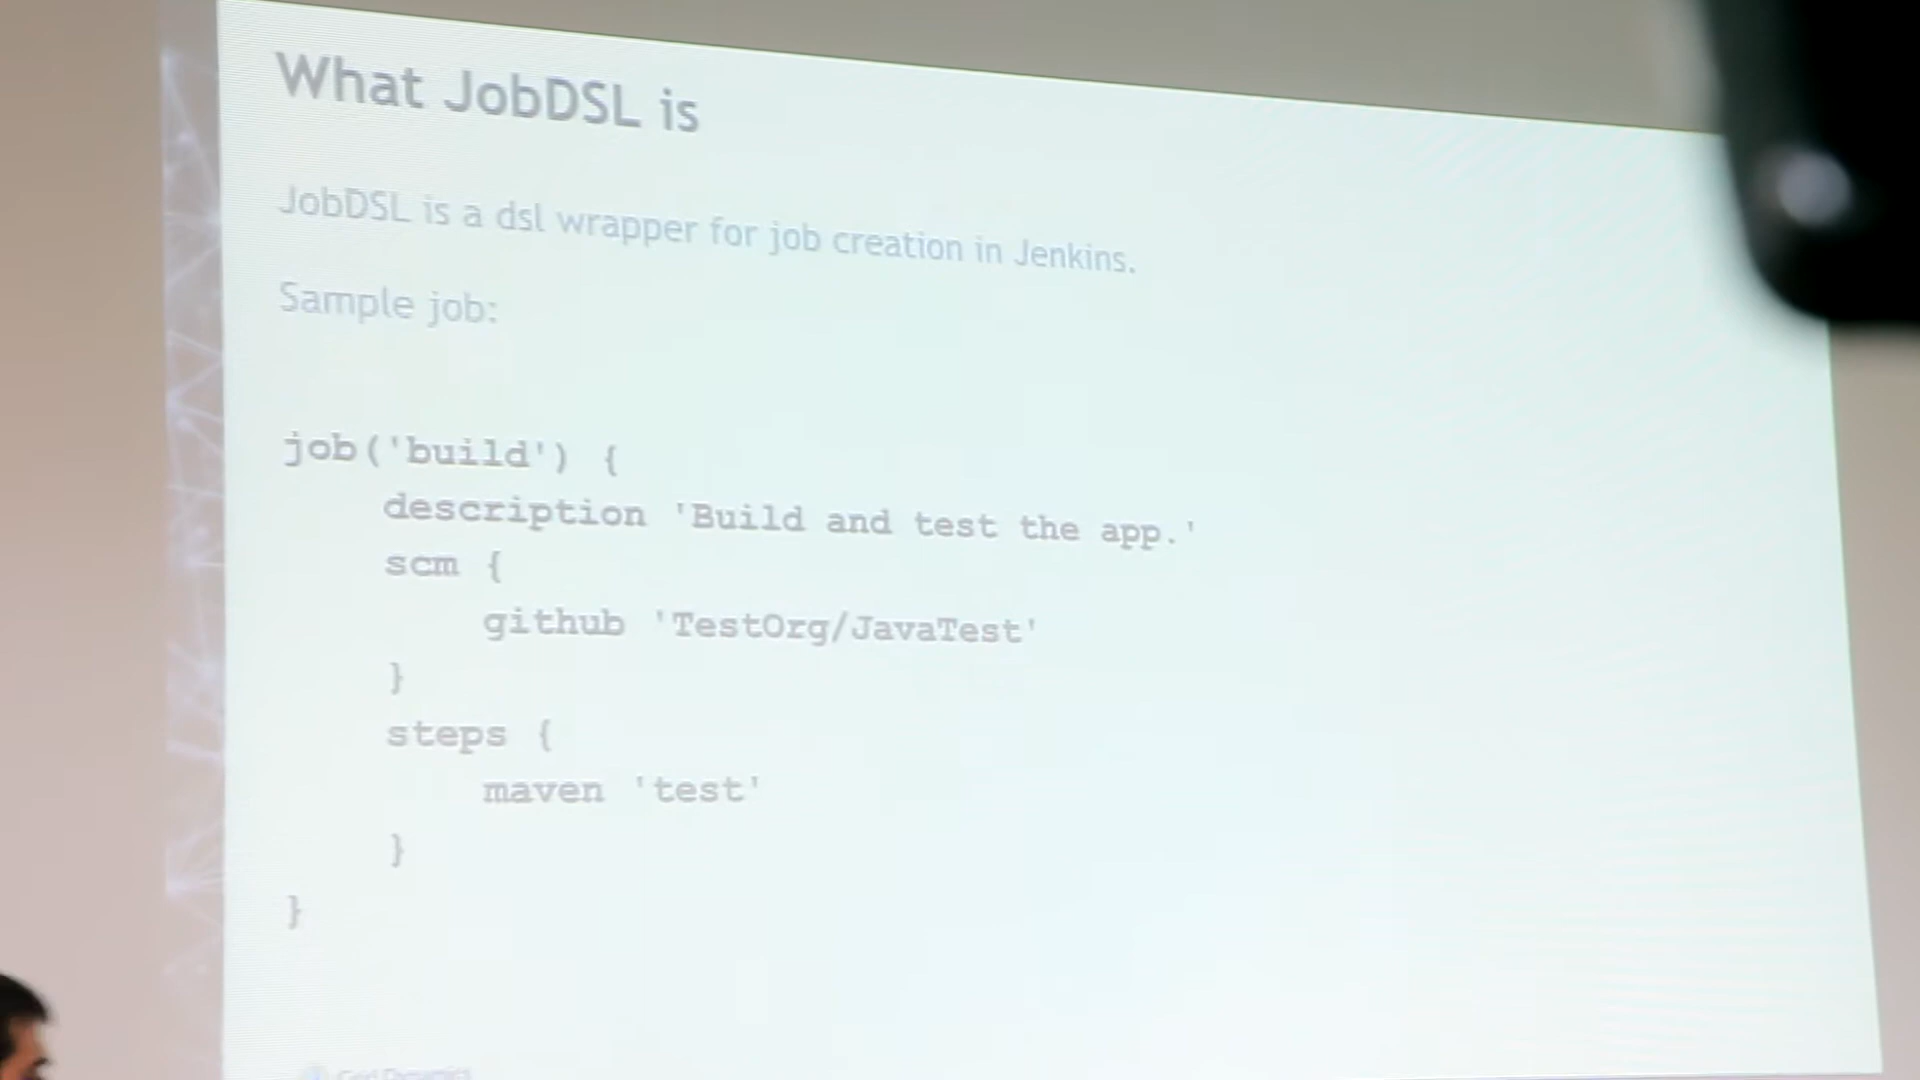 What JobDSL is
JobDSL is a dsl wrapper for job creation in Jenkins.
Sample job:
job('build') {
description 'Build and test the app.'
scm {
github 'TestOrg/JavaTest'
}
steps {
maven 'test'
}
}